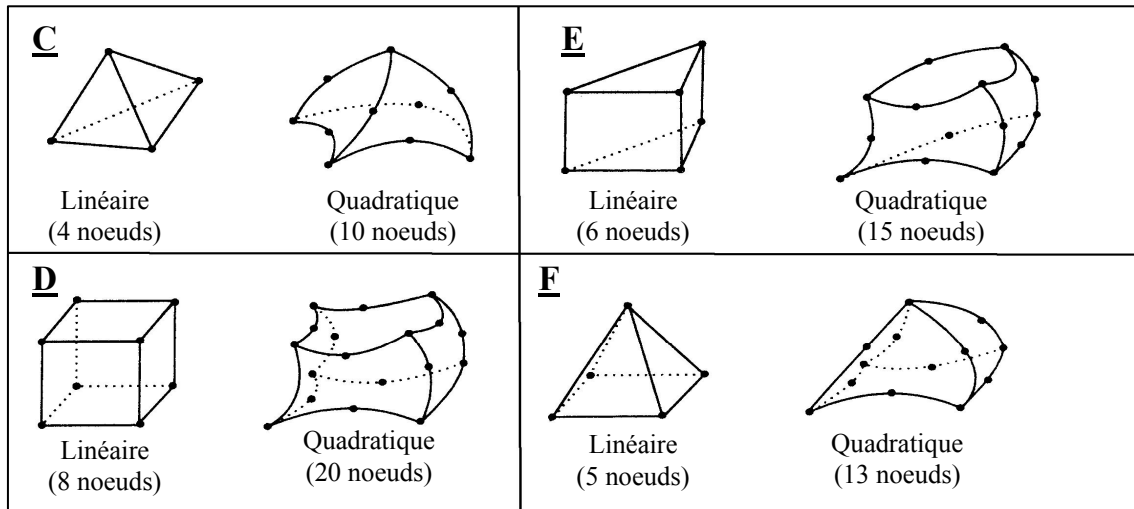 C
Linéaire
(4 noeuds)
Quadratique
(10 noeuds)
E
Linéaire
(6 noeuds)
Quadratique
(15 noeuds)
D
Linéaire
(8 noeuds)
Quadratique
(20 noeuds)
F
Linéaire
(5 noeuds)
Quadratique
(13 noeuds)